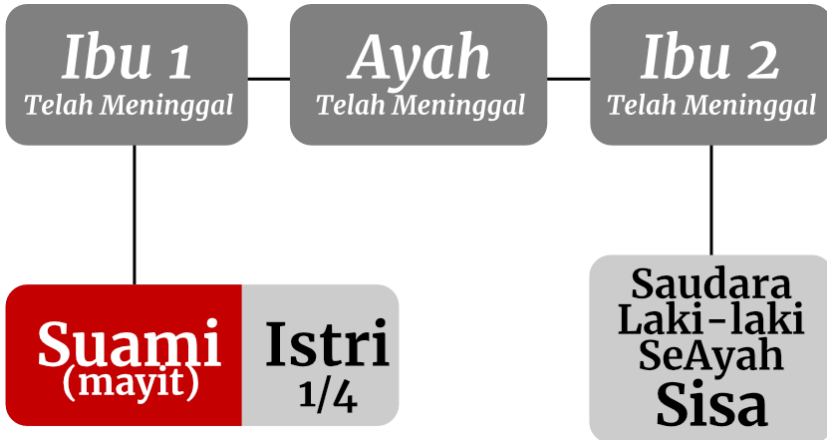 Ibu 1
Telah Meninggal
Ayah
Telah Meninggal
Ibu 2
Telah Meninggal
Suami
(mayit)
Istri
1/4
Saudara
Laki-laki
SeAyah
Sisa